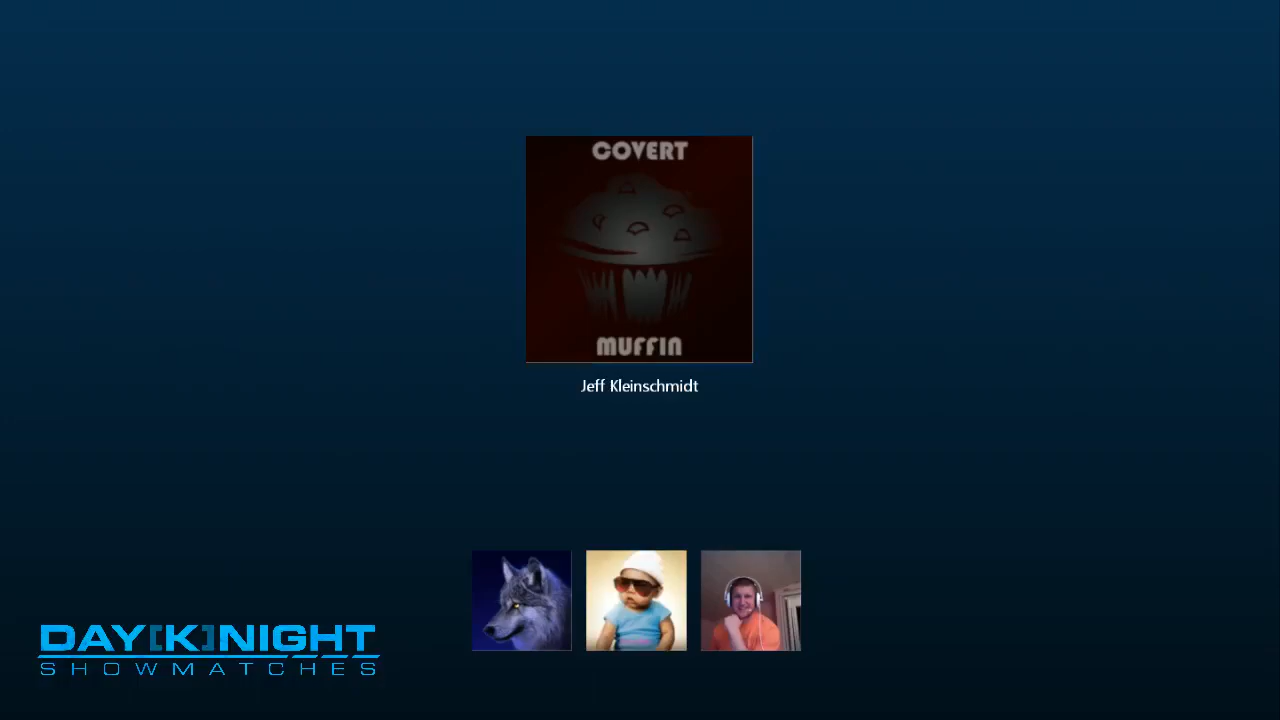 COVERT
MUFFIN
Jeff Kleinschmidt
DAY[K]NIGHT
SHOWMATCHES